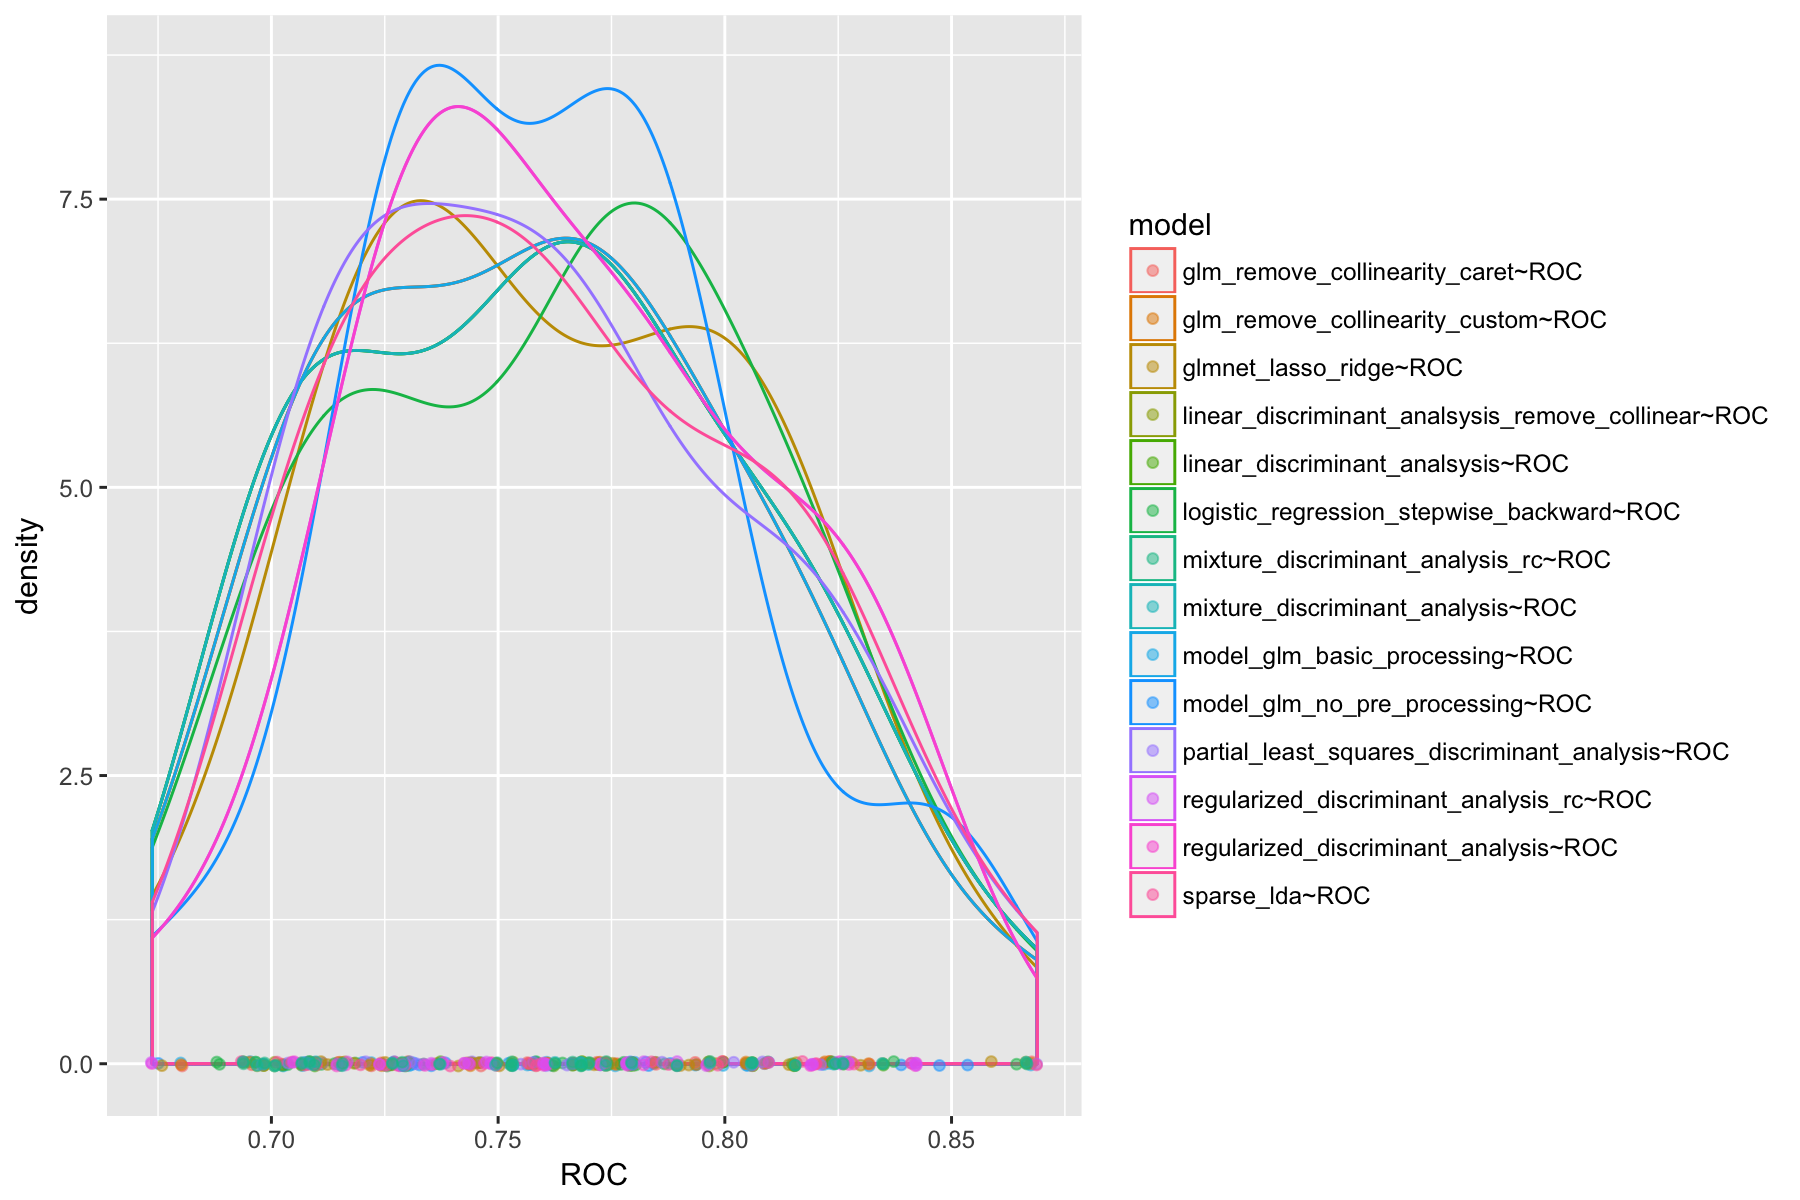 density
7.5
5.0
2.5
0.0
0.70 0.75 0.80 0.85
ROC
model
glm_remove_collinearity_caret~ROC
glm_remove_collinearity_custom~ROC
glmnet_lasso_ridge~ROC
linear_discriminant_analsysis_remove_collinear~ROC
linear_discriminant_analsysis~ROC
logistic_regression_stepwise_backward~ROC
mixture_discriminant_analysis_rc~ROC
mixture_discriminant_analysis~ROC
model_glm_basic_processing~ROC
model_glm_no_pre_processing~ROC
partial_least_squares_discriminant_analysis~ROC
regularized_discriminant_analysis_rc~ROC
regularized_discriminant_analysis~ROC
sparse_lda~ROC